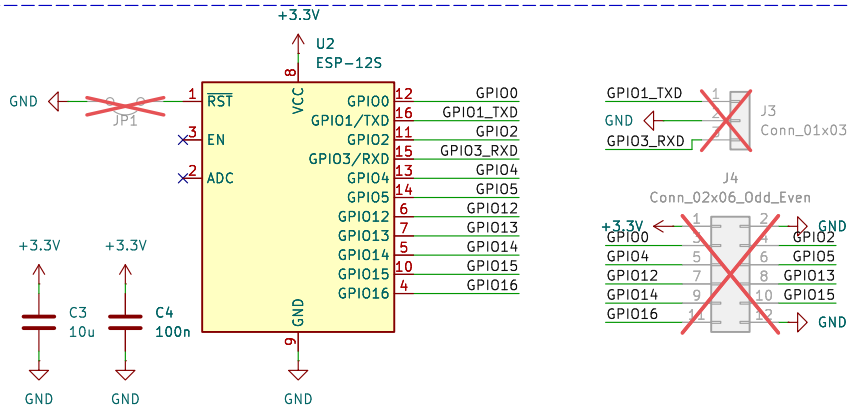 +3.3V
U2
ESP-12S
8
VCC
GND
JP1
1
RST
3
EN
2
ADC
GPIO0
12
GPIO0
GPIO1/TXD
16
GPIO1_TXD
GPIO2
11
GPIO2
GPIO3/RXD
15
GPIO3_RXD
GPIO4
13
GPIO4
GPIO5
14
GPIO5
GPIO12
6
GPIO12
GPIO13
7
GPIO13
GPIO14
5
GPIO14
GPIO15
10
GPIO15
GPIO16
4
GPIO16
GND
9
GND
+3.3V
C3
10u
GND
+3.3V
C4
100n
GND
GPIO1_TXD
1
GND
2
GPIO3_RXD
3
J3
Conn_01x03
J4
Conn_02x06_Odd_Even
+3.3V
1
2
GND
GPIO0
3
4
GPIO2
GPIO4
5
6
GPIO5
GPIO12
7
8
GPIO13
GPIO14
9
10
GPIO15
GPIO16
11
12
GND